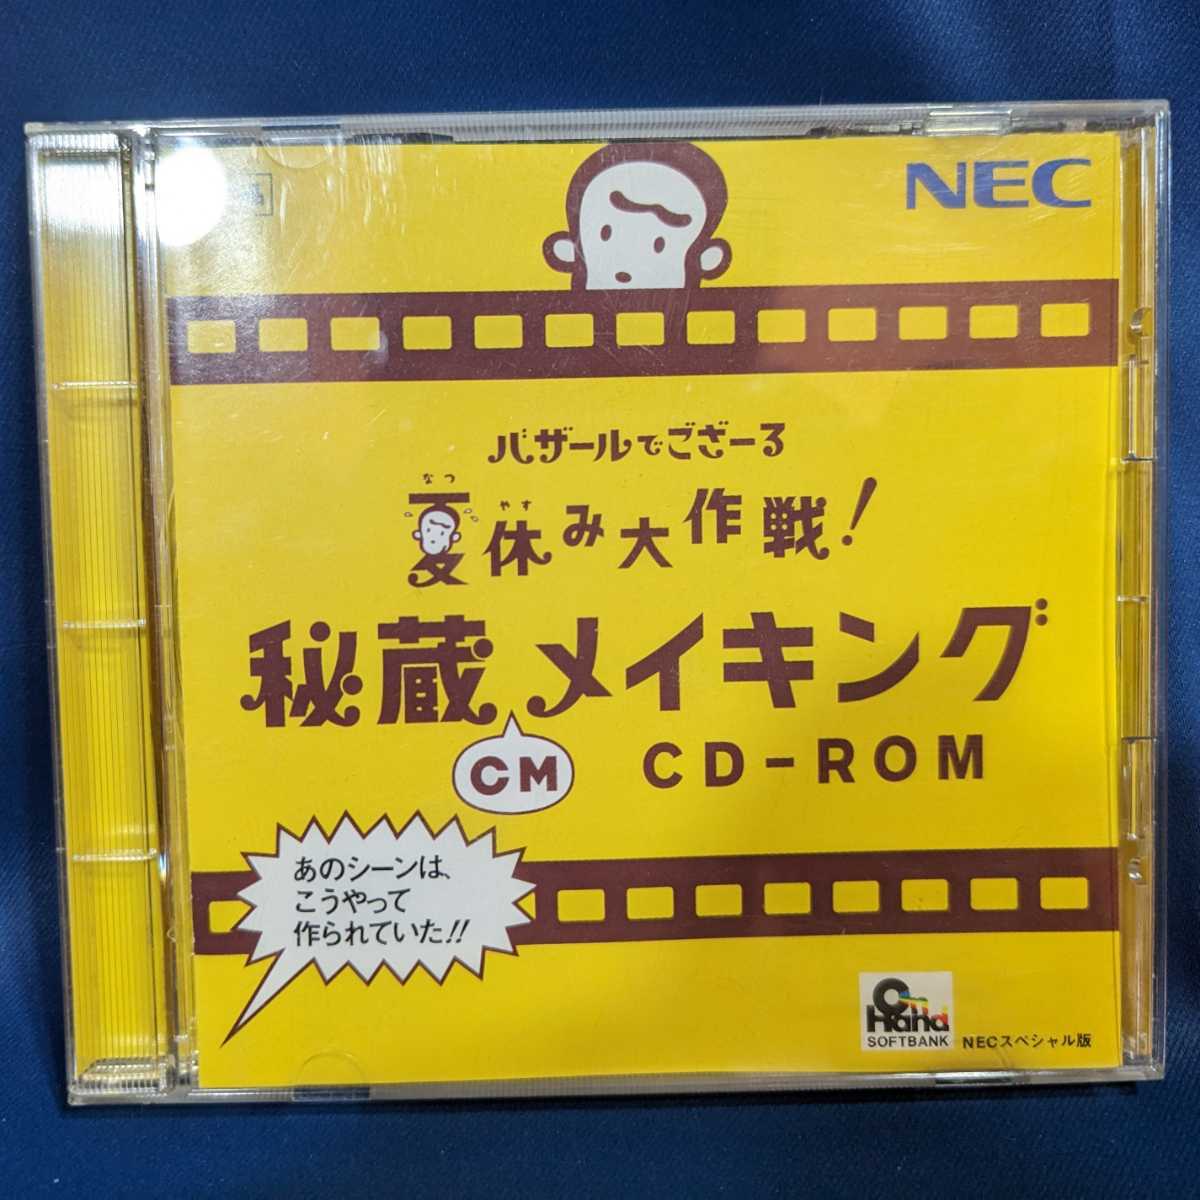 NEC
バザールでござーる
なつ
やす
夏休み大作戦!
秘蔵メイキング
CM
CD-ROM
あのシーンは、
こうやって
作られていた!!
On
Hand
SOFTBANK
NECスペシャル版